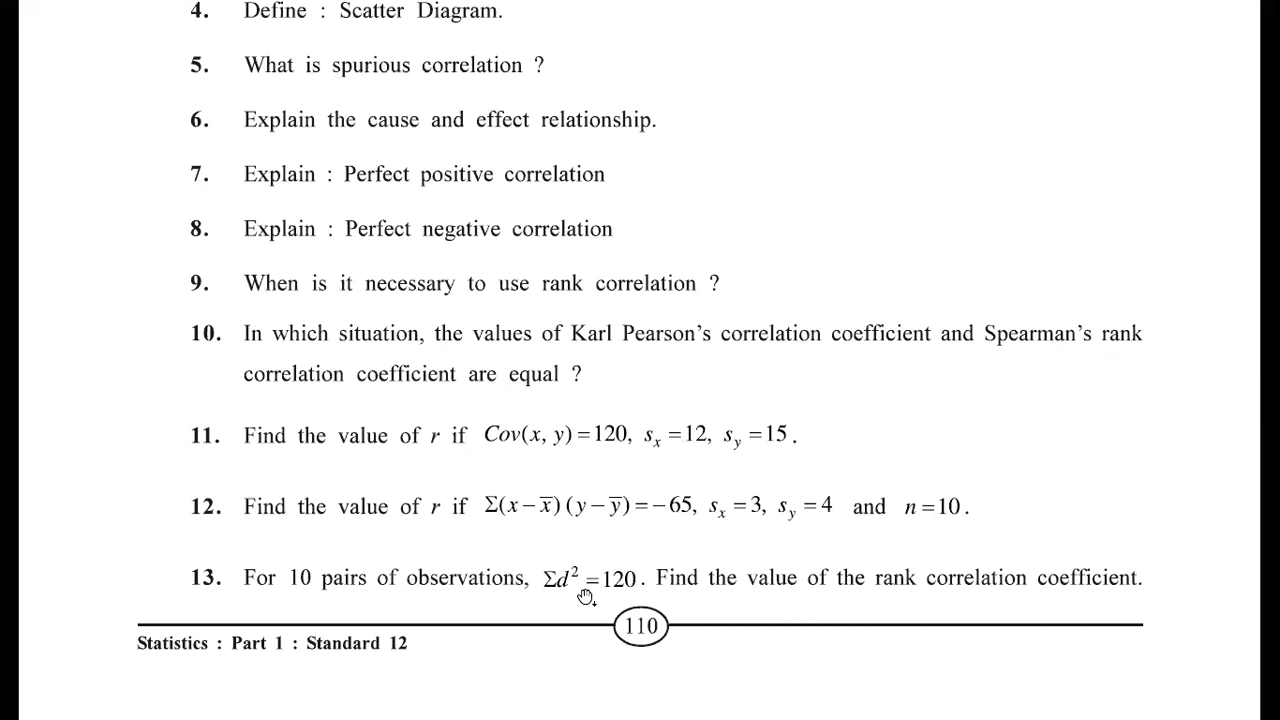 4. Define : Scatter Diagram.
5. What is spurious correlation ?
6. Explain the cause and effect relationship.
7. Explain : Perfect positive correlation
8. Explain : Perfect negative correlation
9. When is it necessary to use rank correlation ?
10. In which situation, the values of Karl Pearson’s correlation coefficient and Spearman’s rank
correlation coefficient are equal ?
11. Find the value of r if Cov(x, y) = 120, sₓ = 12, s_y = 15 .
12. Find the value of r if Σ(x − x̅)(y − y̅) = − 65, sₓ = 3, s_y = 4 and n = 10 .
13. For 10 pairs of observations, Σd² = 120 . Find the value of the rank correlation coefficient.
110
Statistics : Part 1 : Standard 12